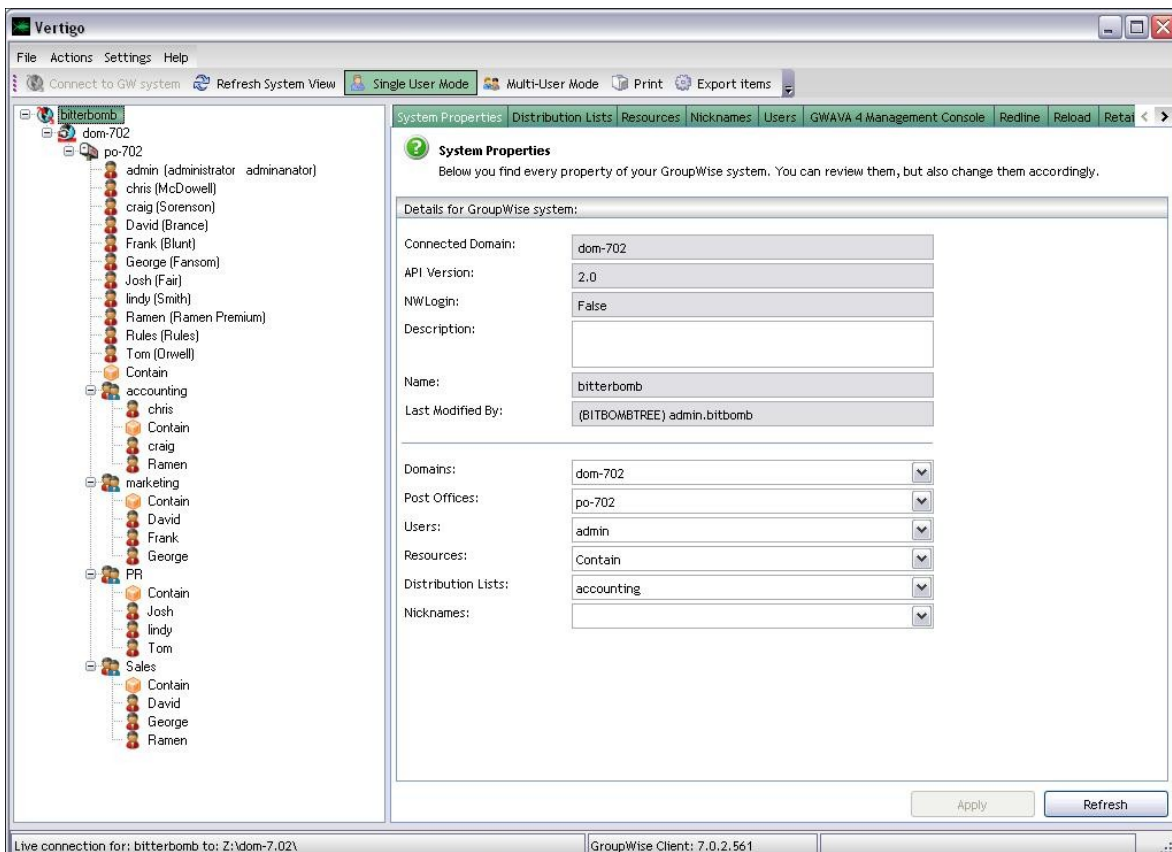 Vertigo
File Actions Settings Help
Connect to GW system Refresh System View Single User Mode Multi-User Mode Print Export items
bitterbomb
dom-702
po-702
admin (administrator adminanator)
chris (McDowell)
craig (Sorenson)
David (Brance)
Frank (Blunt)
George (Fansom)
Josh (Fair)
lindy (Smith)
Ramen (Ramen Premium)
Rules (Rules)
Tom (Orwell)
Contain
accounting
chris
Contain
craig
Ramen
marketing
Contain
David
Frank
George
PR
Contain
Josh
lindy
Tom
Sales
Contain
David
George
Ramen
System Properties Distribution Lists Resources Nicknames Users GWAVA 4 Management Console Redline Reload Retai
System Properties
Below you find every property of your GroupWise system. You can review them, but also change them accordingly.
Details for GroupWise system:
Connected Domain: dom-702
API Version: 2.0
NWLogin: False
Description:
Name: bitterbomb
Last Modified By: (BITBOMBTREE) admin.bitbomb
Domains: dom-702
Post Offices: po-702
Users: admin
Resources: Contain
Distribution Lists: accounting
Nicknames:
Apply Refresh
Live connection for: bitterbomb to: Z:\dom-7.02\ GroupWise Client: 7.0.2.561